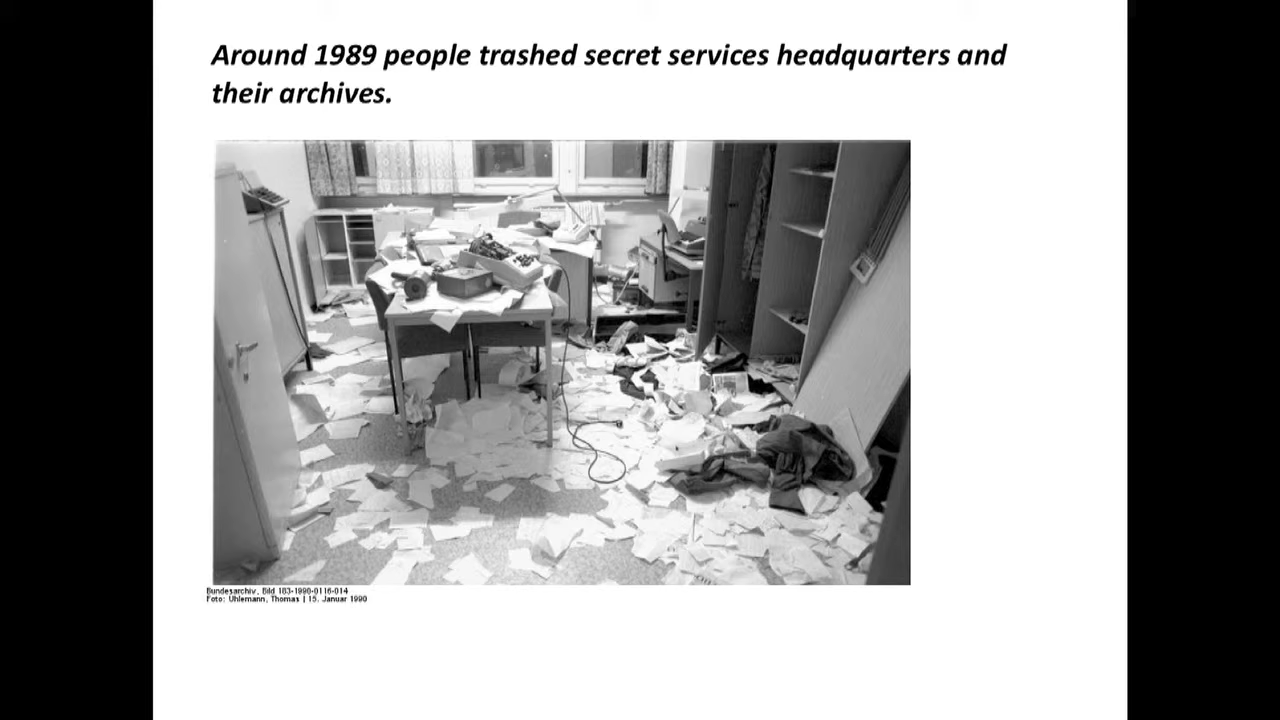 Around 1989 people trashed secret services headquarters and
their archives.
Bundesarchiv, Bild 183-1990-0116-014
Foto: Uhlemann, Thomas | 15. Januar 1990